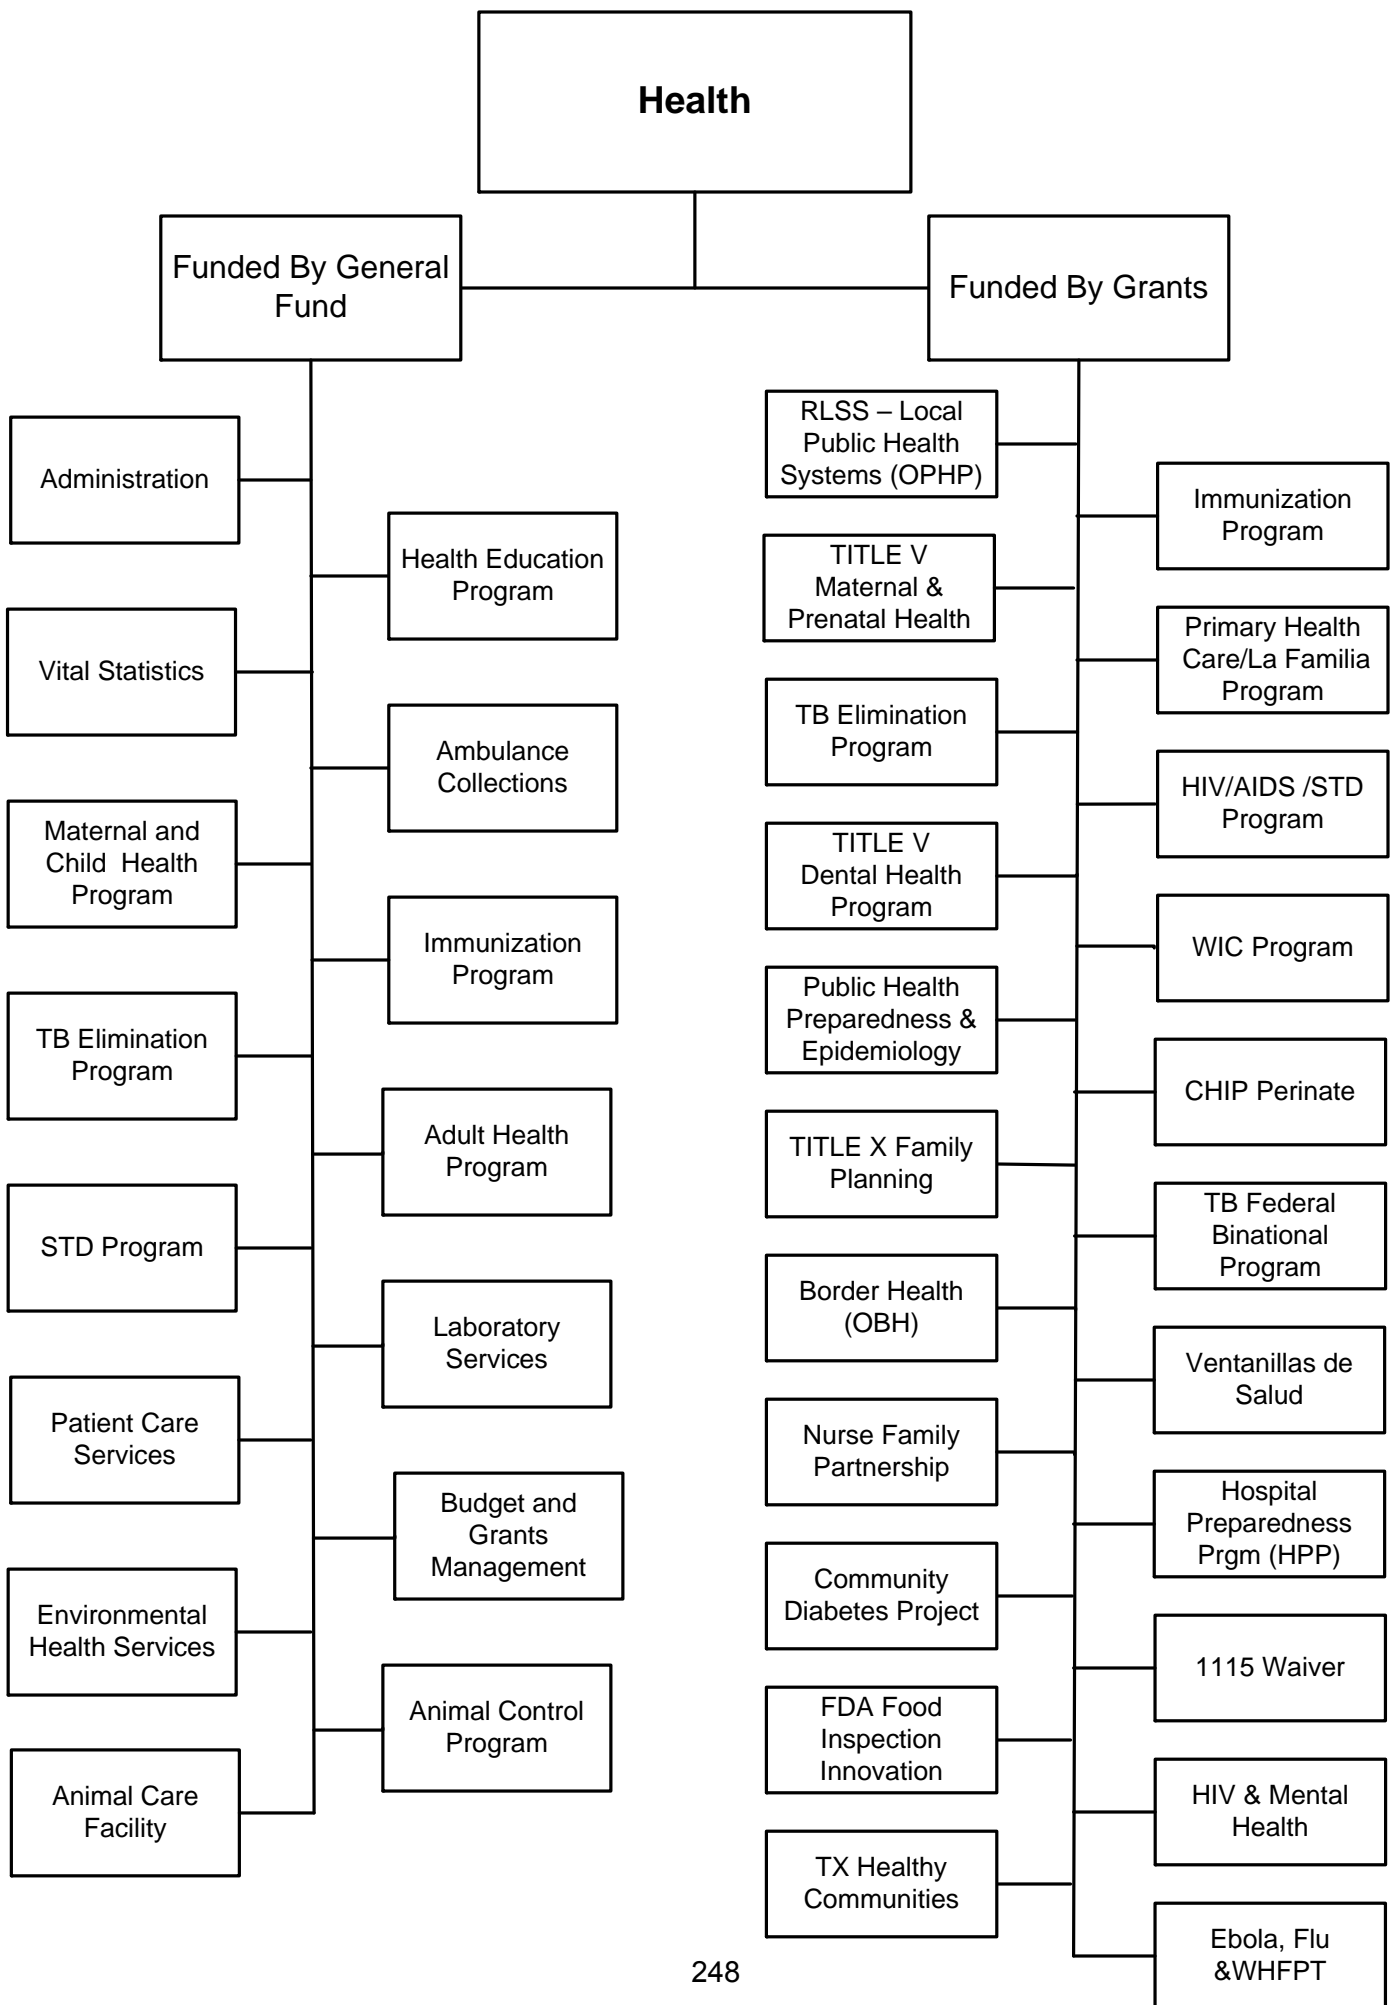 Health
Funded By General
Fund
Funded By Grants
Administration
Health Education
Program
Vital Statistics
Ambulance
Collections
Maternal and
Child  Health
Program
Immunization
Program
TB Elimination
Program
Adult Health
Program
STD Program
Laboratory
Services
Patient Care
Services
Budget and
Grants
Management
Environmental
Health Services
Animal Control
Program
Animal Care
Facility
RLSS – Local
Public Health
Systems (OPHP)
Immunization
Program
TITLE V
Maternal &
Prenatal Health
Primary Health
Care/La Familia
Program
TB Elimination
Program
HIV/AIDS /STD
Program
TITLE V
Dental Health
Program
WIC Program
Public Health
Preparedness &
Epidemiology
CHIP Perinate
TITLE X Family
Planning
TB Federal
Binational
Program
Border Health
(OBH)
Ventanillas de
Salud
Nurse Family
Partnership
Hospital
Preparedness
Prgm (HPP)
Community
Diabetes Project
1115 Waiver
FDA Food
Inspection
Innovation
HIV & Mental
Health
TX Healthy
Communities
Ebola, Flu
&WHFPT
248